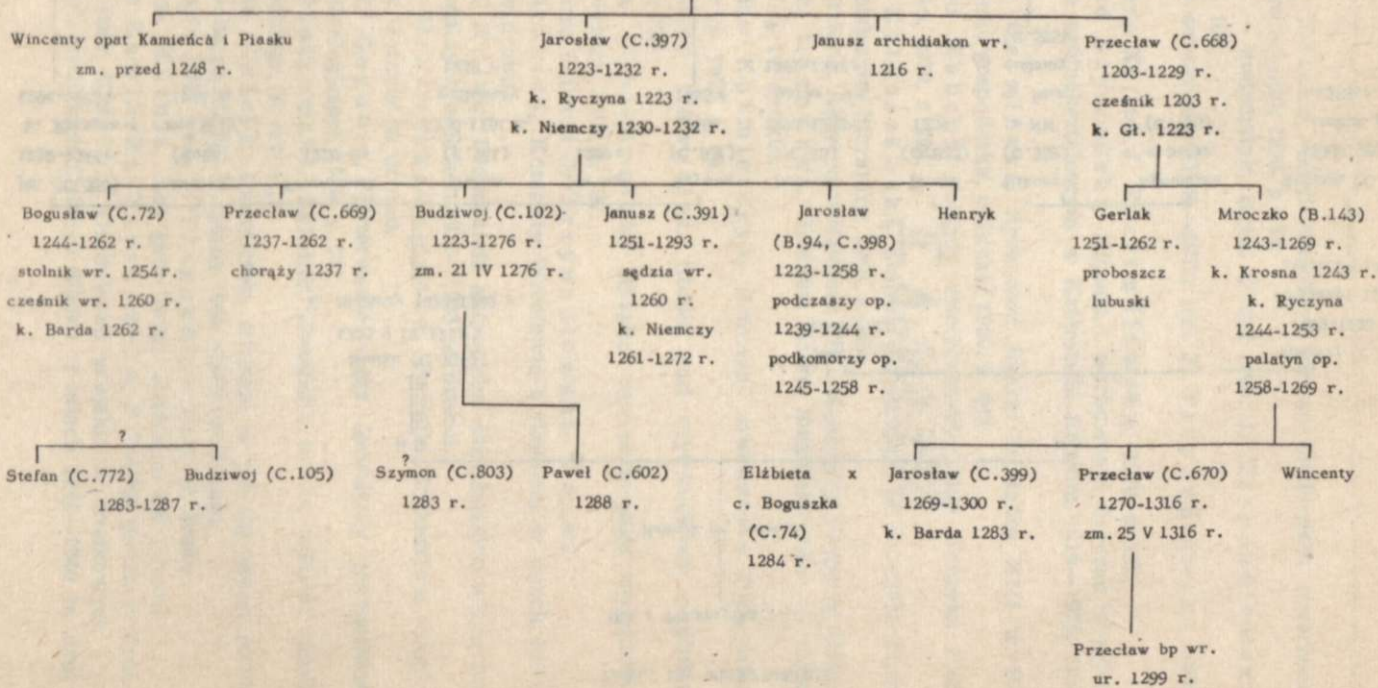 Wincenty opat Kamieńca i Piasku
zm. przed 1248 r.
Jarosław (C.397)
1223-1232 r.
k. Ryczyna 1223 r.
k. Niemczy 1230-1232 r.
Janusz archidiakon wr.
1216 r.
Przecław (C.668)
1203-1229 r.
cześnik 1203 r.
k. Gł. 1223 r.
Bogusław (C.72)
1244-1262 r.
stolnik wr. 1254 r.
cześnik wr. 1260 r.
k. Barda 1262 r.
Przecław (C.669)
1237-1262 r.
chorąży 1237 r.
Budziwoj (C.102)
1223-1276 r.
zm. 21 IV 1276 r.
Janusz (C.391)
1251-1293 r.
sędzia wr.
1260 r.
k. Niemczy
1261-1272 r.
Jarosław
(B.94, C.398)
1223-1258 r.
podczaszy op.
1239-1244 r.
podkomorzy op.
1245-1258 r.
Henryk
Gerlak
1251-1262 r.
proboszcz
lubuski
Mroczko (B.143)
1243-1269 r.
k. Krosna 1243 r.
k. Ryczyna
1244-1253 r.
palatyn op.
1258-1269 r.
?
Stefan (C.772)
Budziwoj (C.105)
1283-1287 r.
?
Szymon (C.803)
1283 r.
Paweł (C.602)
1288 r.
Elżbieta
c. Boguszka
(C.74)
1284 r.
x
Jarosław (C.399)
1269-1300 r.
k. Barda 1283 r.
Przecław (C.670)
1270-1316 r.
zm. 25 V 1316 r.
Wincenty
Przecław bp wr.
ur. 1299 r.